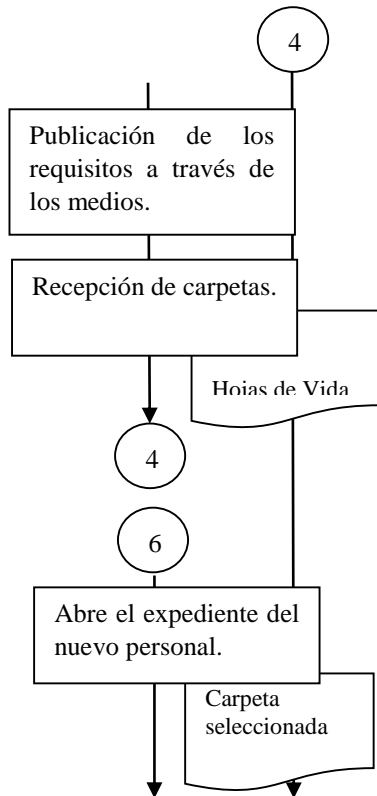 4
Publicación de los
requisitos a través de
los medios.
Recepción de carpetas.
Hojas de Vida
4
6
Abre el expediente del
nuevo personal.
Carpeta
seleccionada